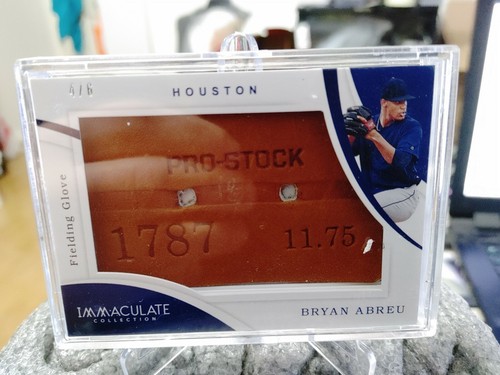 4/6
HOUSTON
Fielding Glove
PRO-STOCK
1787
11.75
IMMACULATE
COLLECTION
BRYAN ABREU